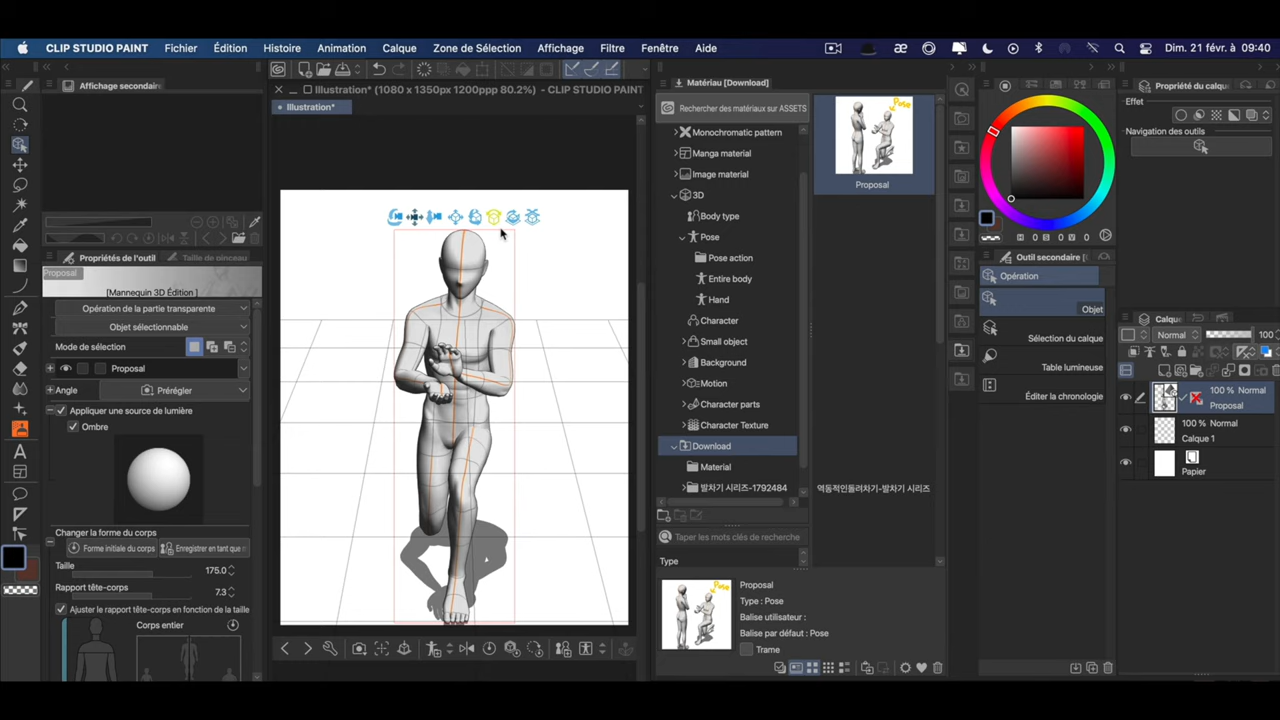 CLIP STUDIO PAINT Fichier Édition Histoire Animation Calque Zone de Sélection Affichage Filtre Fenêtre Aide
Dim. 21 févr à 09:40
Affichage secondaire
Illustration* (1080 x 1350px 1200ppp 80.2%) - CLIP STUDIO PAINT
Illustration*
Propriétés de l'outil
Taille de pinceau
Proposal
[Mannequin 3D Édition ]
Opération de la partie transparente
Objet sélectionnable
Mode de sélection
Proposal
Angle
Prérégler
Appliquer une source de lumière
Ombre
Changer la forme du corps
Forme initiale du corps
Enregistrer en tant que n
Taille
175.0
Rapport tête-corps
7.3
Ajuster le rapport tête-corps en fonction de la taille
Corps entier
Matériau [Download]
Rechercher des matériaux sur ASSETS
Monochromatic pattern
Manga material
Image material
3D
Body type
Pose
Pose action
Entire body
Hand
Character
Small object
Background
Motion
Character parts
Character Texture
Download
Material
발차기 시리즈-1792484
Pose
Proposal
역동적인돌려차기-발차기 시리즈
Taper les mots clés de recherche
Type
Pose
Proposal
Type : Pose
Balise utilisateur :
Balise par défaut : Pose
Trame
H 0 S 0 V 0
Outil secondaire [
Opération
Objet
Sélection du calque
Table lumineuse
Éditer la chronologie
Propriété du calque
Effet
Navigation des outils
Calque
Normal
100
100 % Normal
Proposal
100 % Normal
Calque 1
Papier